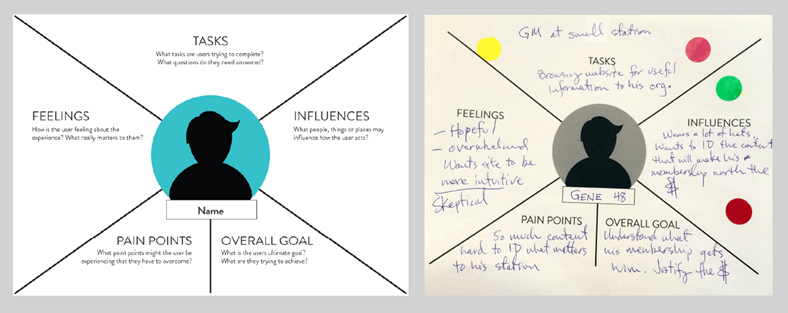 TASKS
What tasks are users trying to complete?
What questions do they need answered?
FEELINGS
How is the user feeling about the
experience? What really matters to them?
INFLUENCES
What people, things or places may
influence how the user acts?
Name
PAIN POINTS
What paint points might the user be
experiencing that they have to overcome?
OVERALL GOAL
What is the users ultimate goal?
What are they trying to achieve?
GM at small station
TASKS
Browsing website for useful
information to his org.
FEELINGS
- Hopeful
- overwhelmed
Wants site to be
more intuitive
Skeptical
INFLUENCES
Wears a lot of hats.
Wants to ID the content
that will make his
membership worth the
$
GENE 48
PAIN POINTS
So much content
hard to ID what matters
to his station
OVERALL GOAL
Understand what
his membership gets
him. Justify the $